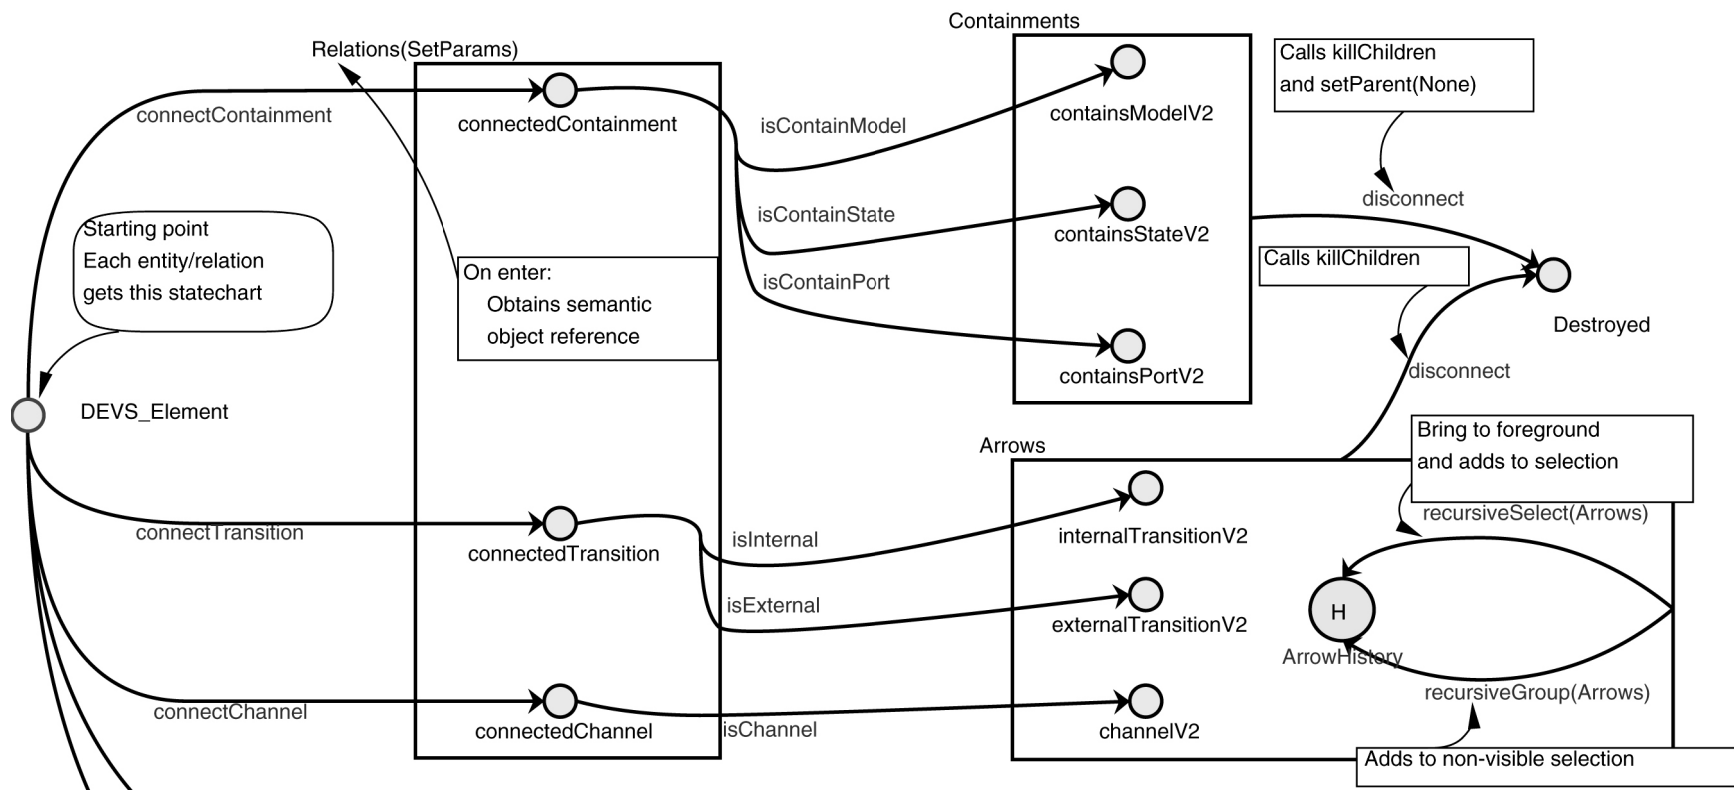 Containments
Relations(SetParams)
Calls killChildren
and setParent(None)
connectContainment
connectedContainment
isContainModel
containsModelV2
disconnect
Starting point
Each entity/relation
gets this statechart
isContainState
containsStateV2
On enter:
Obtains semantic
object reference
isContainPort
Calls killChildren
Destroyed
containsPortV2
disconnect
DEVS_Element
Arrows
Bring to foreground
and adds to selection
recursiveSelect(Arrows)
connectTransition
connectedTransition
isInternal
internalTransitionV2
isExternal
externalTransitionV2
H
ArrowHistory
recursiveGroup(Arrows)
connectChannel
connectedChannel
isChannel
channelV2
Adds to non-visible selection